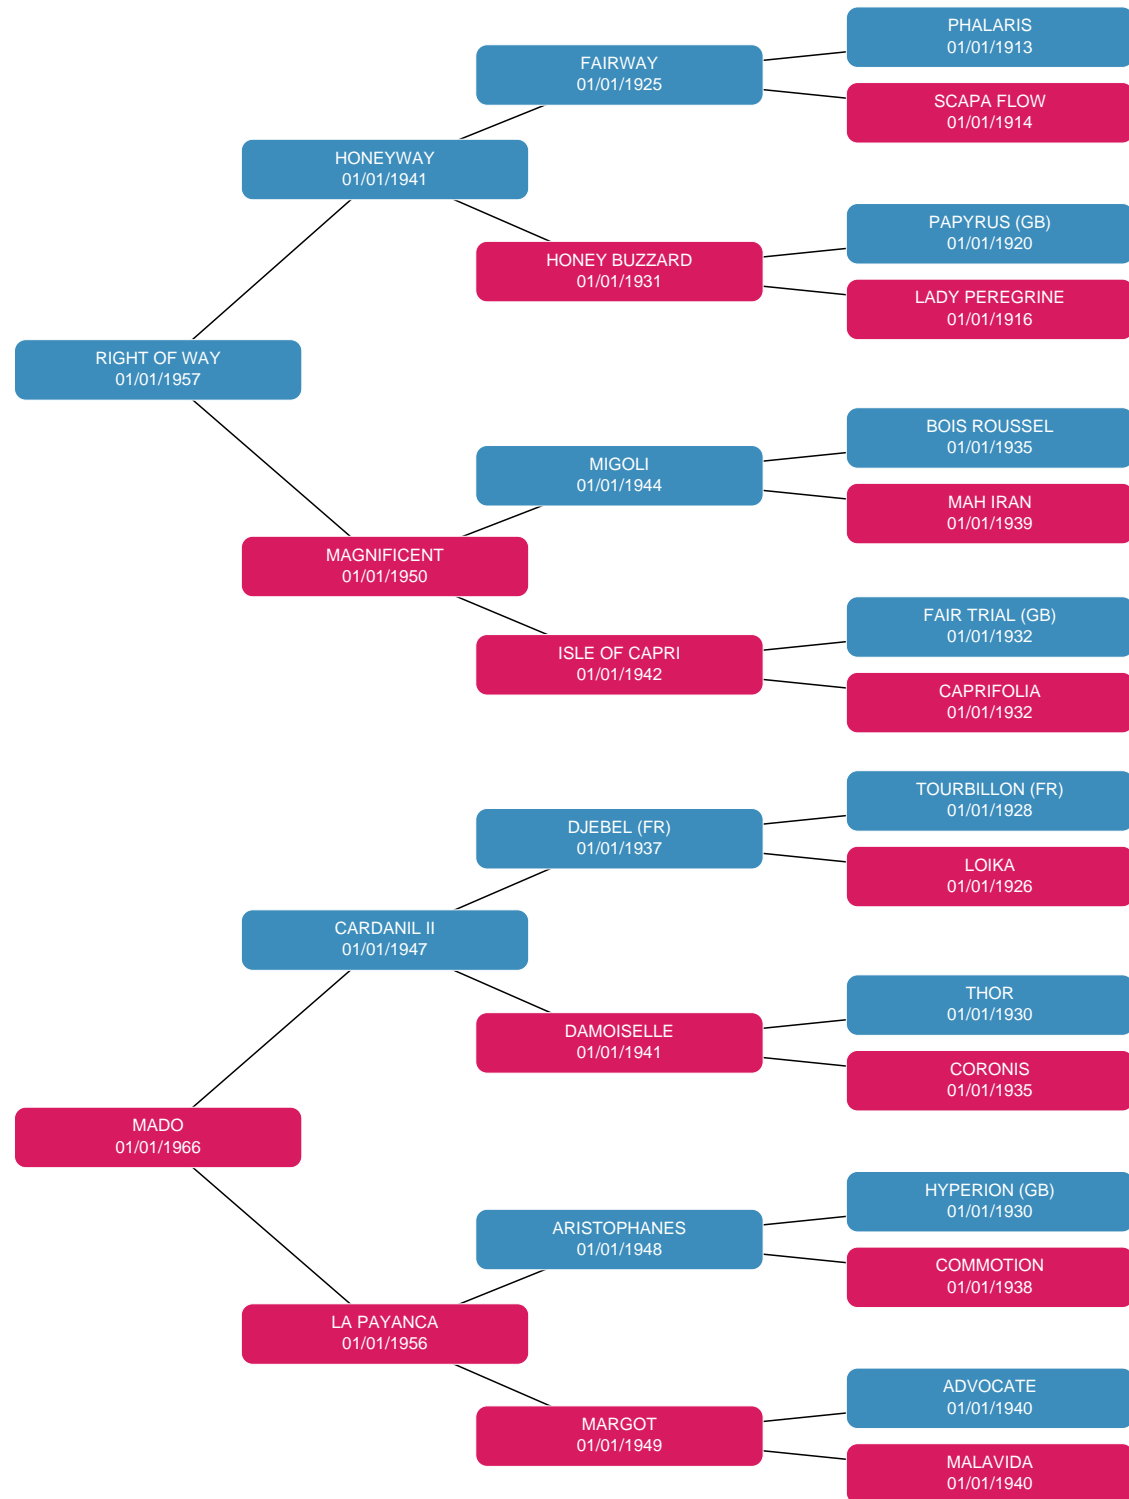 PHALARIS
01/01/1913
FAIRWAY
01/01/1925
SCAPA FLOW
01/01/1914
HONEYWAY
01/01/1941
PAPYRUS (GB)
01/01/1920
HONEY BUZZARD
01/01/1931
LADY PEREGRINE
01/01/1916
RIGHT OF WAY
01/01/1957
BOIS ROUSSEL
01/01/1935
MIGOLI
01/01/1944
MAH IRAN
01/01/1939
MAGNIFICENT
01/01/1950
FAIR TRIAL (GB)
01/01/1932
ISLE OF CAPRI
01/01/1942
CAPRIFOLIA
01/01/1932
TOURBILLON (FR)
01/01/1928
DJEBEL (FR)
01/01/1937
LOIKA
01/01/1926
CARDANIL II
01/01/1947
THOR
01/01/1930
DAMOISELLE
01/01/1941
CORONIS
01/01/1935
MADO
01/01/1966
HYPERION (GB)
01/01/1930
ARISTOPHANES
01/01/1948
COMMOTION
01/01/1938
LA PAYANCA
01/01/1956
ADVOCATE
01/01/1940
MARGOT
01/01/1949
MALAVIDA
01/01/1940